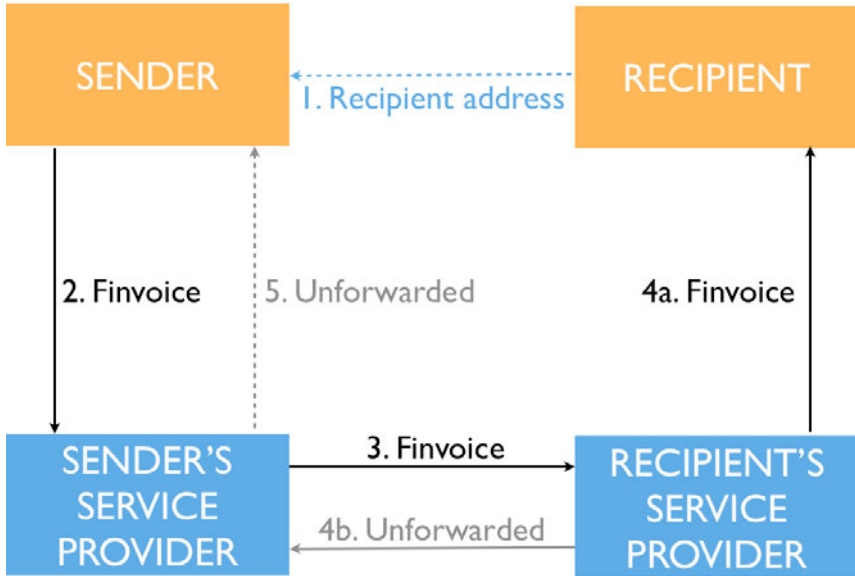 SENDER
RECIPIENT
1. Recipient address
2. Finvoice
5. Unforwarded
4a. Finvoice
SENDER'S
SERVICE
PROVIDER
3. Finvoice
4b. Unforwarded
RECIPIENT'S
SERVICE
PROVIDER